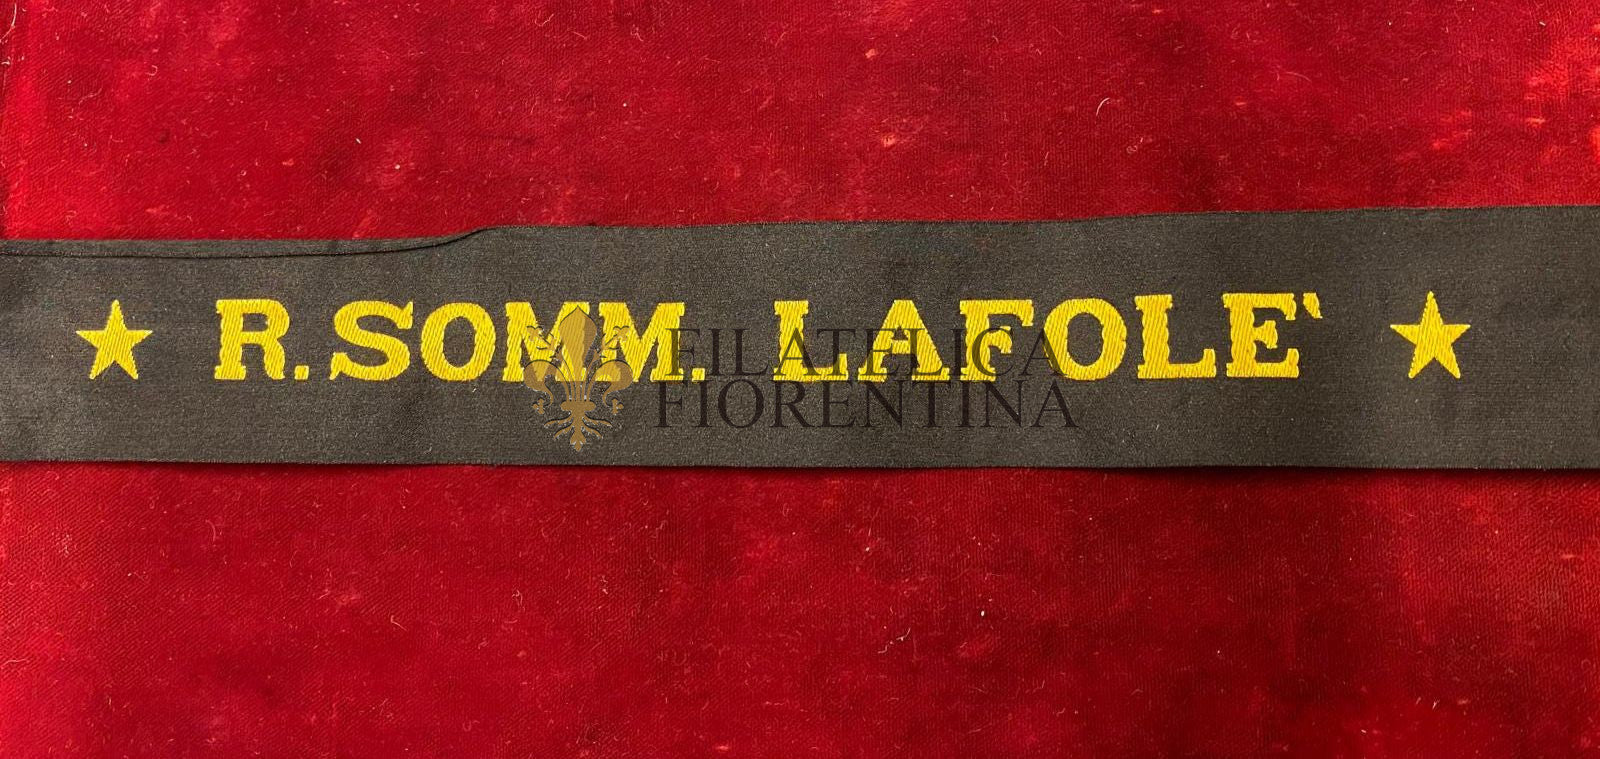 ★ R. SOMM. LAFOLE' ★
FILATELICA
FIORENTINA